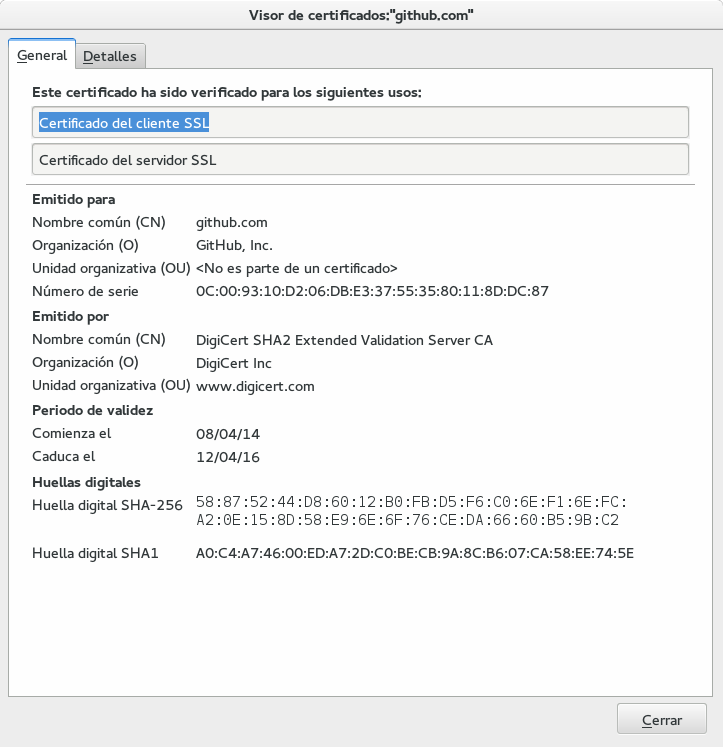 Visor de certificados:"github.com"
General Detalles
Este certificado ha sido verificado para los siguientes usos:
Certificado del cliente SSL
Certificado del servidor SSL
Emitido para
Nombre común (CN) github.com
Organización (O) GitHub, Inc.
Unidad organizativa (OU) <No es parte de un certificado>
Número de serie 0C:00:93:10:D2:06:DB:E3:37:55:35:80:11:8D:DC:87
Emitido por
Nombre común (CN) DigiCert SHA2 Extended Validation Server CA
Organización (O) DigiCert Inc
Unidad organizativa (OU) www.digicert.com
Periodo de validez
Comienza el 08/04/14
Caduca el 12/04/16
Huellas digitales
Huella digital SHA-256 58:87:52:44:D8:60:12:B0:FB:D5:F6:C0:6E:F1:6E:FC:
A2:0E:15:8D:58:E9:6E:6F:76:CE:DA:66:60:B5:9B:C2
Huella digital SHA1 A0:C4:A7:46:00:ED:A7:2D:C0:BE:CB:9A:8C:B6:07:CA:58:EE:74:5E
Cerrar